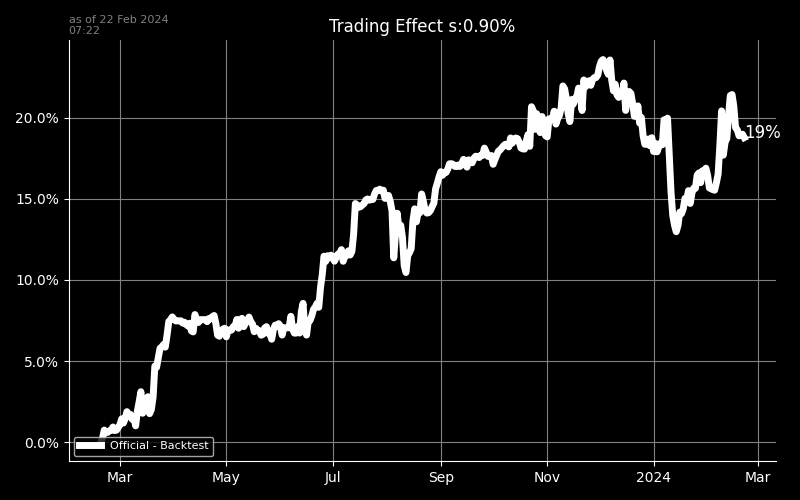 as of 22 Feb 2024
07:22
Trading Effect s:0.90%
20.0%
15.0%
10.0%
5.0%
0.0%
19%
Official - Backtest
Mar May Jul Sep Nov 2024 Mar